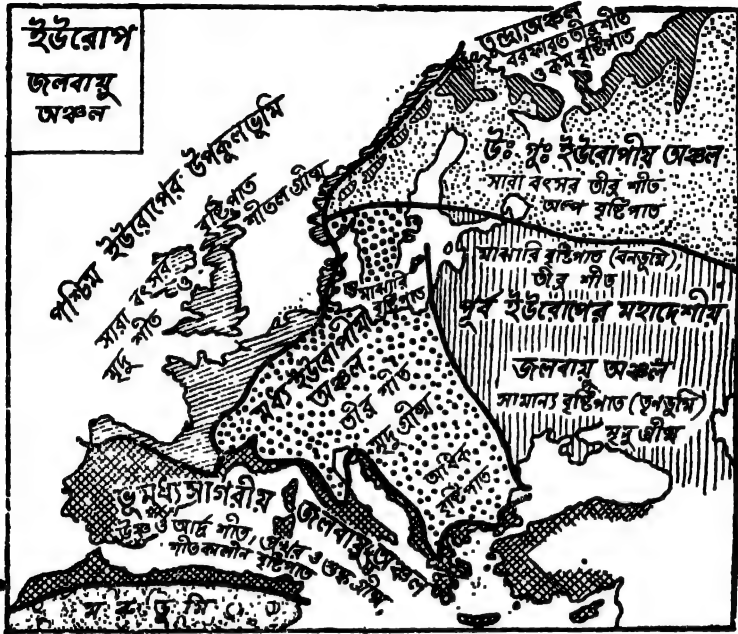 ইউরোপ
জলবায়ু
অঞ্চল
তুন্দ্রা অঞ্চল
বরফাবৃত তীব্র শীত
ও কম বৃষ্টিপাত
উঃ পূঃ ইউরোপীয় অঞ্চল
সারা বৎসর তীব্র শীত
অল্প বৃষ্টিপাত
পশ্চিম ইউরোপের উপকূলভূমি
সারা বৎসর বৃষ্টিপাত
মৃদু শীত ও শীতল গ্রীষ্ম
মাঝারি বৃষ্টিপাত (বনভূমি)
তীব্র শীত
পূর্ব ইউরোপের মহাদেশীয়
জলবায়ু অঞ্চল
সামান্য বৃষ্টিপাত (তৃণভূমি)
মৃদু গ্রীষ্ম
মাঝারি
বৃষ্টিপাত
মধ্য ইউরোপীয়
অঞ্চল
তীব্র শীত
মৃদু গ্রীষ্ম
অধিক
বৃষ্টিপাত
ভূমধ্যসাগরীয় জলবায়ু অঞ্চল
উষ্ণ ও আর্দ্র শীত, প্রখর ও শুষ্ক গ্রীষ্ম
শীতকালীন বৃষ্টিপাত
মরুভূমি